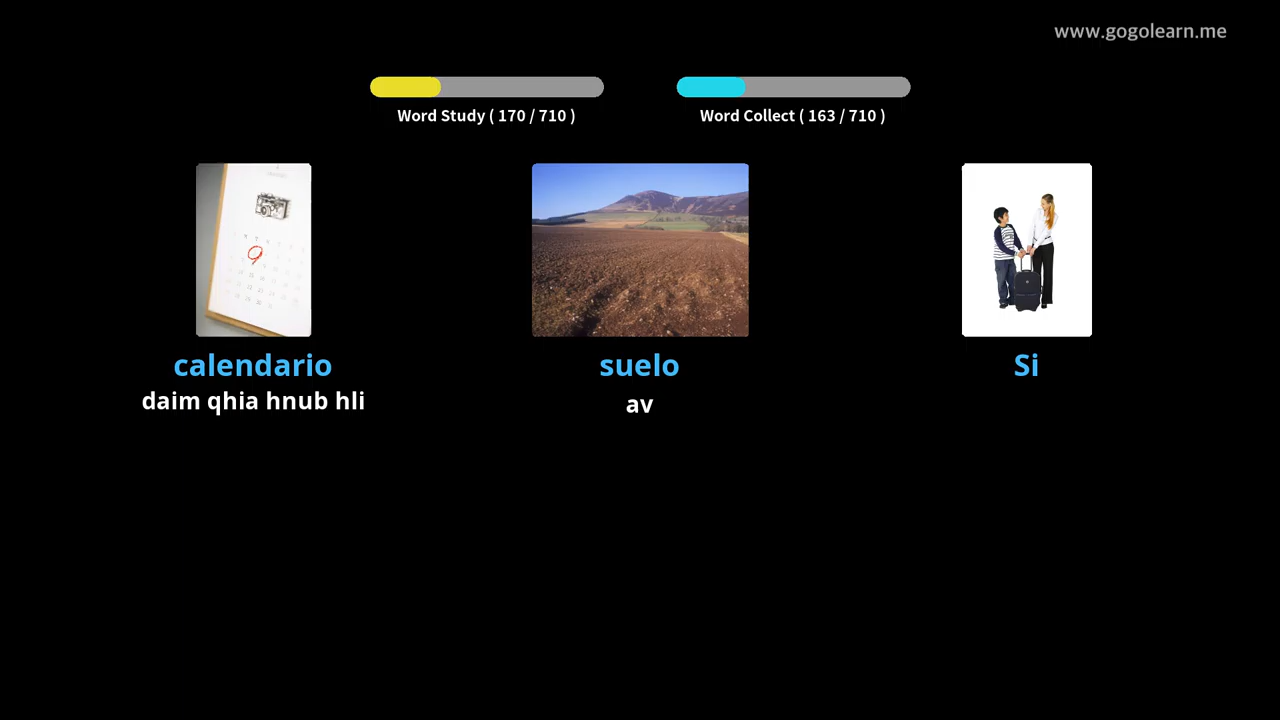 www.gogolearn.me
Word Study ( 170 / 710 )
Word Collect ( 163 / 710 )
calendario
suelo
Si
daim qhia hnub hli
av